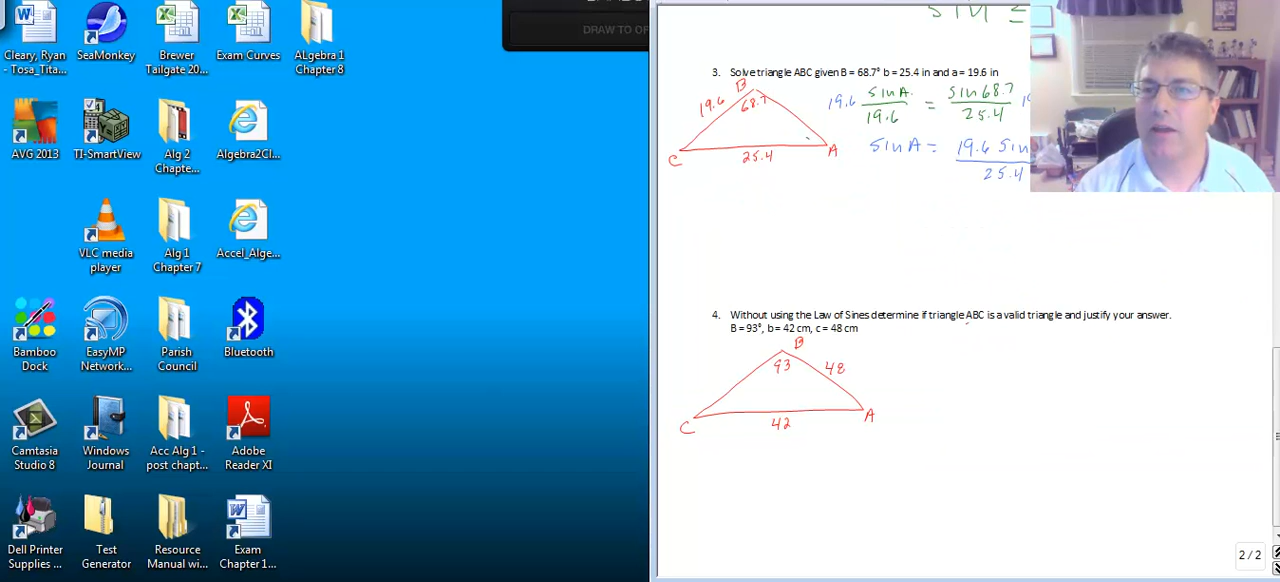 Cleary, Ryan
- Tosa_Tita...
SeaMonkey
Brewer
Tailgate 20...
Exam Curves
ALgebra 1
Chapter 8
AVG 2013
TI-SmartView
Alg 2
Chapte...
Algebra2Cl...
VLC media
player
Alg 1
Chapter 7
Accel_Alge...
Bamboo
Dock
EasyMP
Network...
Parish
Council
Bluetooth
Camtasia
Studio 8
Windows
Journal
Acc Alg 1 -
post chapt...
Adobe
Reader XI
Dell Printer
Supplies ...
Test
Generator
Resource
Manual wi...
Exam
Chapter 1...
DRAW TO OF
3. Solve triangle ABC given B = 68.7° b = 25.4 in and a = 19.6 in
B
19.6
68.7
C
A
25.4
19.6 sinA / 19.6 = sin68.7 / 25.4
sinA = 19.6 sin / 25.4
4. Without using the Law of Sines determine if triangle ABC is a valid triangle and justify your answer.
B = 93°, b = 42 cm, c = 48 cm
B
93
48
C
A
42
2 / 2